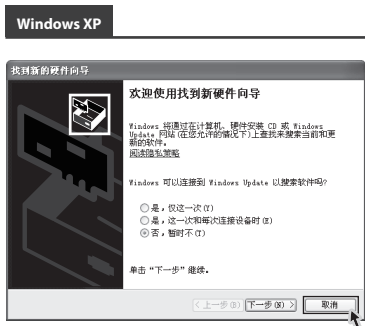 Windows XP
找到新的硬件向导
欢迎使用找到新硬件向导
Windows 将通过在计算机、硬件安装 CD 或 Windows
Update 网站(在您允许的情况下)上查找来搜索当前和更
新的软件。
阅读隐私策略
Windows 可以连接到 Windows Update 以搜索软件吗?
是，仅这一次(Y)
是，这一次和每次连接设备时(E)
否，暂时不(T)
单击“下一步”继续。
< 上一步(B) 下一步(N) > 取消